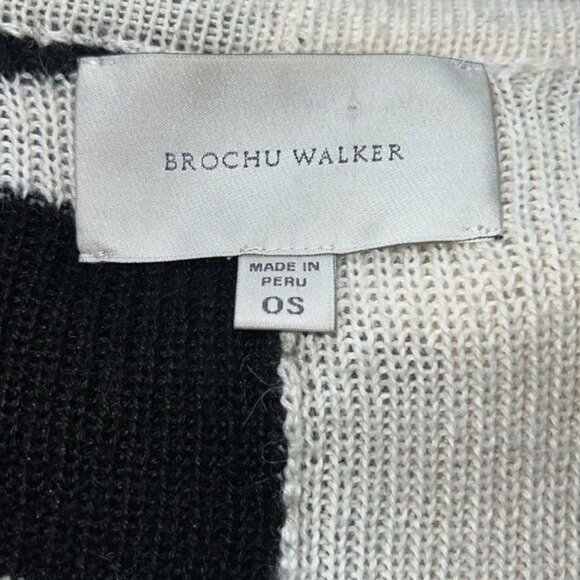 BROCHU WALKER
MADE IN
PERU
OS